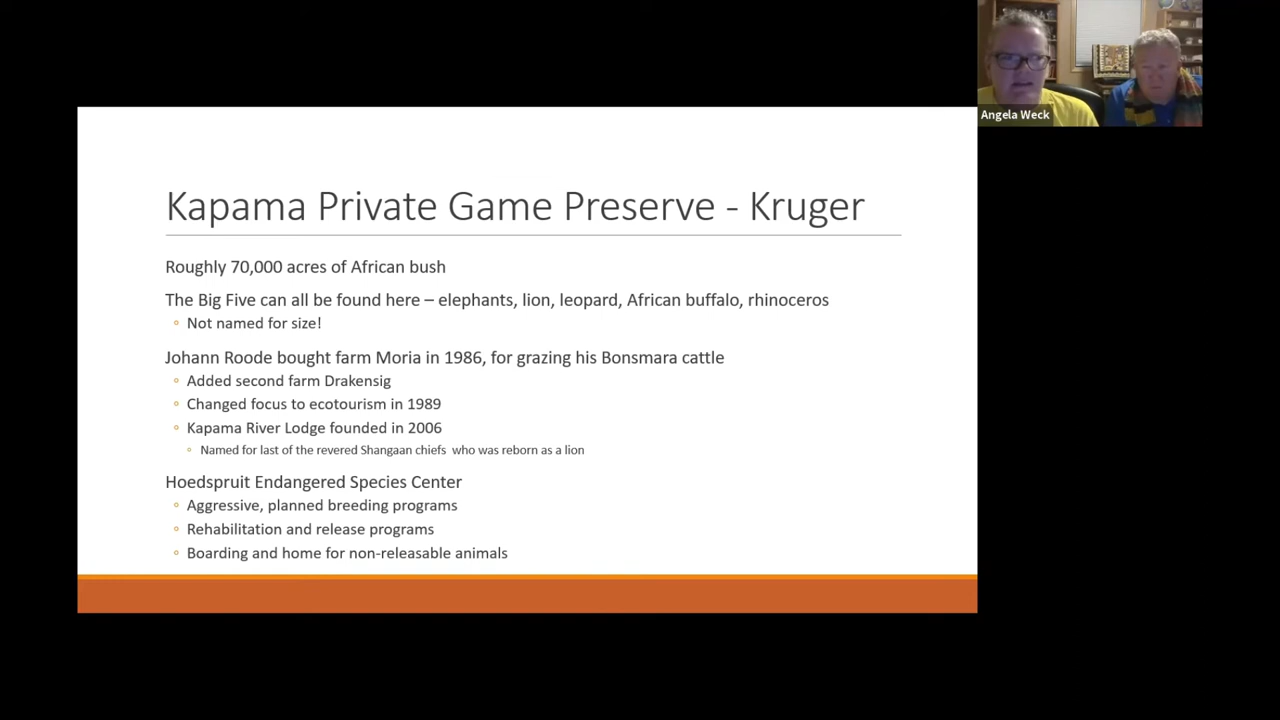 Angela Weck
Kapama Private Game Preserve - Kruger
Roughly 70,000 acres of African bush
The Big Five can all be found here – elephants, lion, leopard, African buffalo, rhinoceros
◦ Not named for size!
Johann Roode bought farm Moria in 1986, for grazing his Bonsmara cattle
◦ Added second farm Drakensig
◦ Changed focus to ecotourism in 1989
◦ Kapama River Lodge founded in 2006
◦ Named for last of the revered Shangaan chiefs who was reborn as a lion
Hoedspruit Endangered Species Center
◦ Aggressive, planned breeding programs
◦ Rehabilitation and release programs
◦ Boarding and home for non-releasable animals